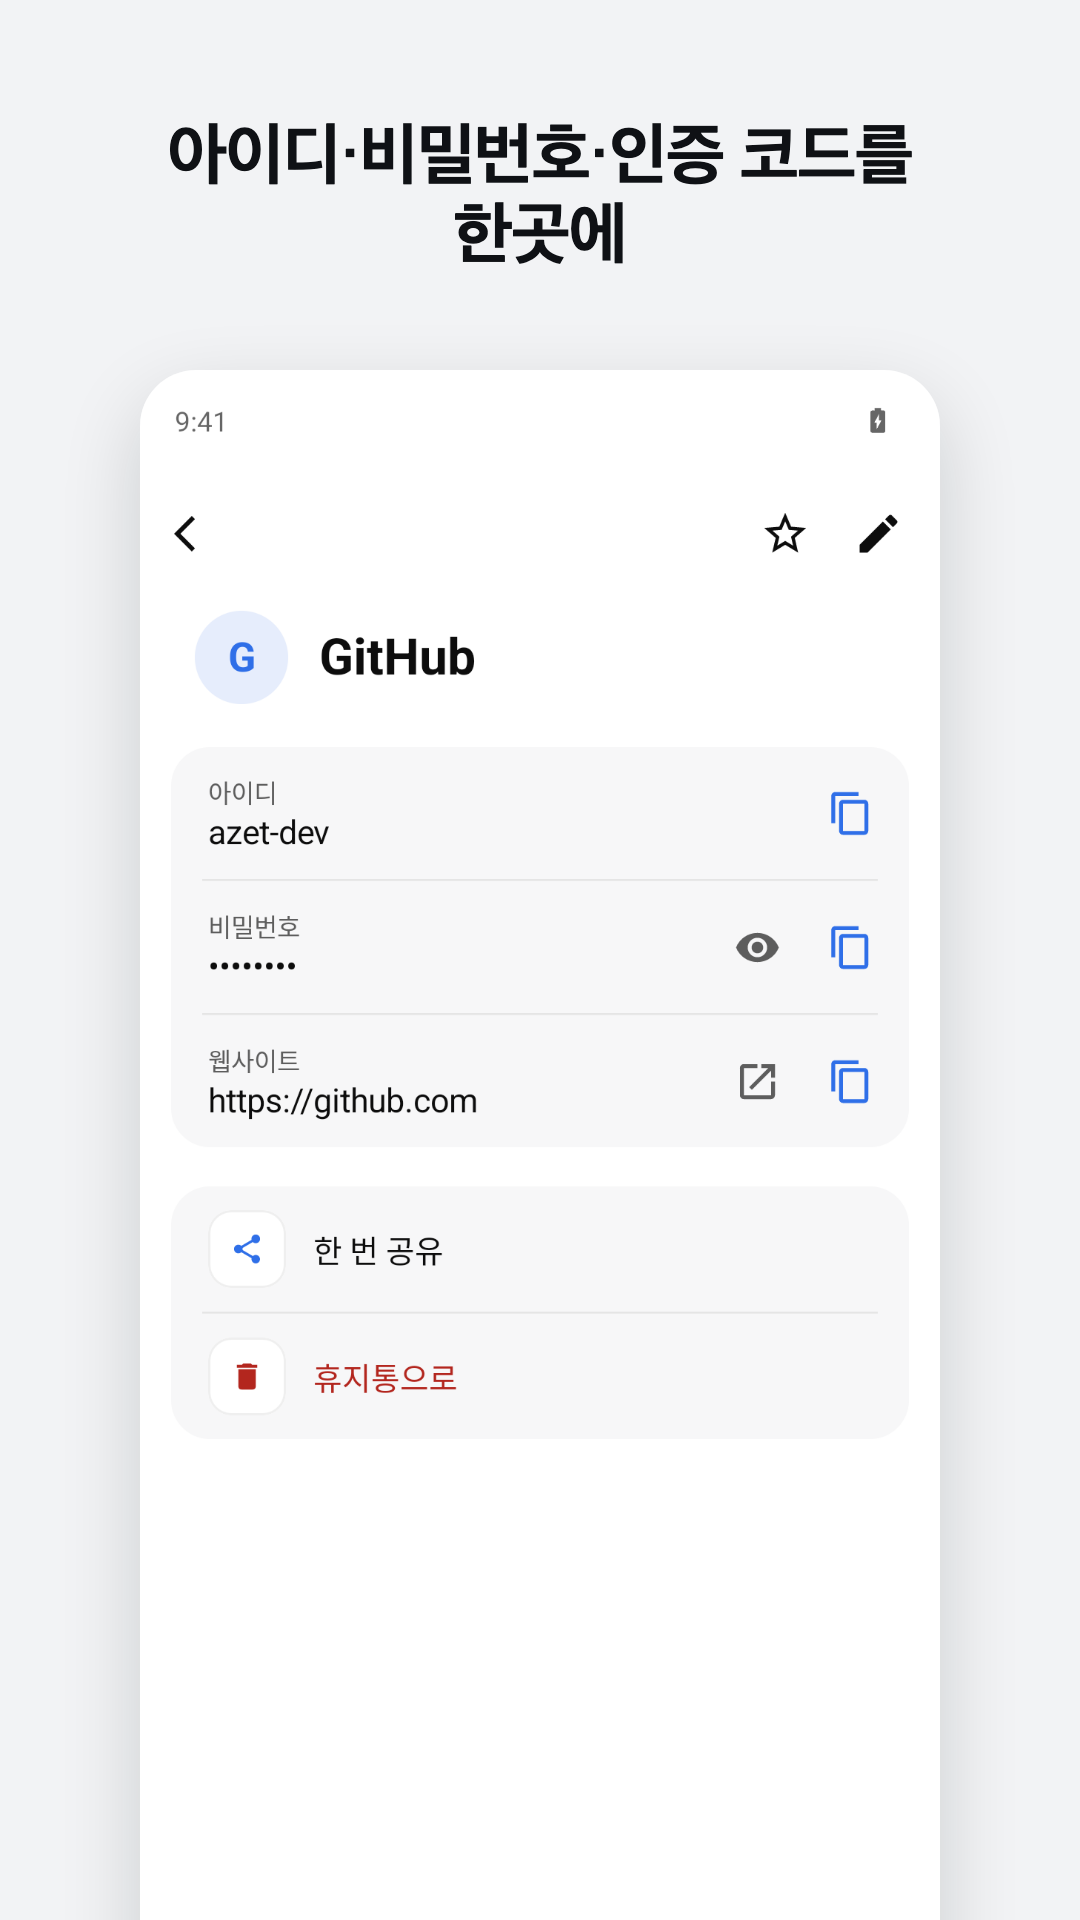 아이디·비밀번호·인증 코드를
한곳에
9:41
G
GitHub
아이디
azet-dev
비밀번호
••••••••
웹사이트
https://github.com
한 번 공유
휴지통으로